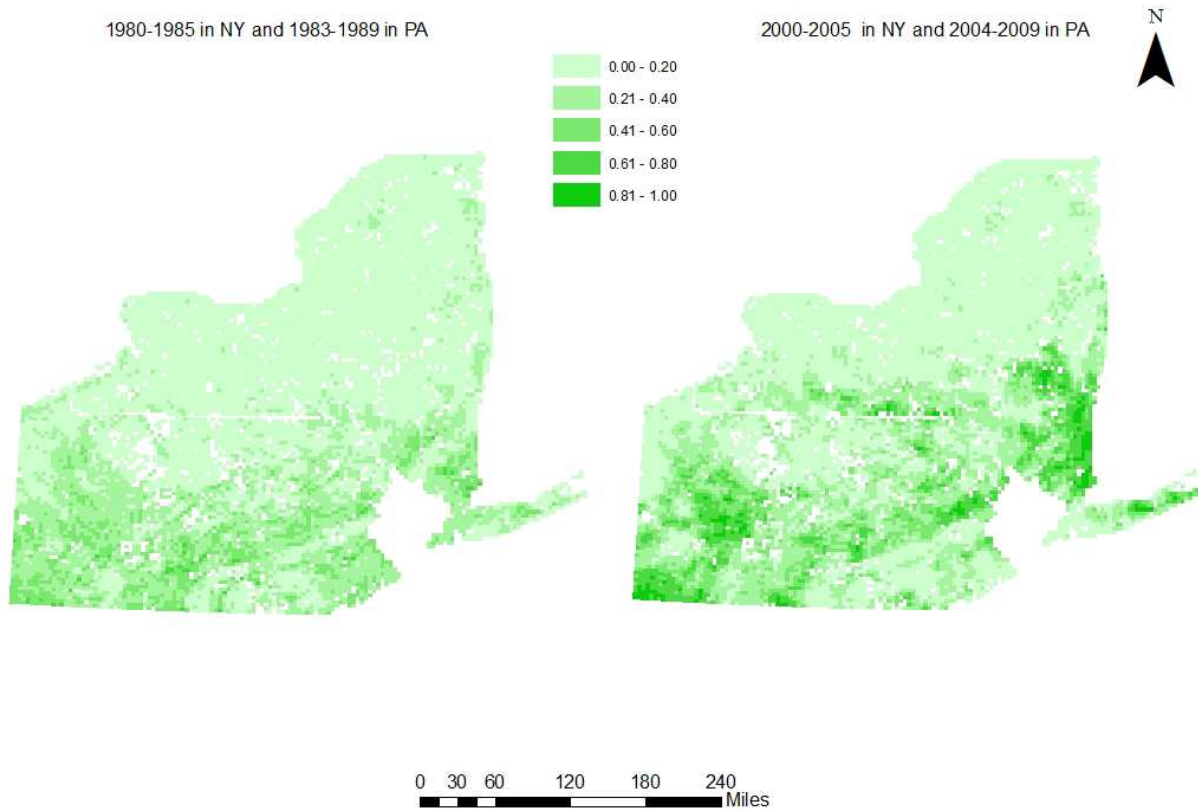 1980-1985 in NY and 1983-1989 in PA
2000-2005 in NY and 2004-2009 in PA
N
0.00 - 0.20
0.21 - 0.40
0.41 - 0.60
0.61 - 0.80
0.81 - 1.00
0 30 60 120 180 240
Miles